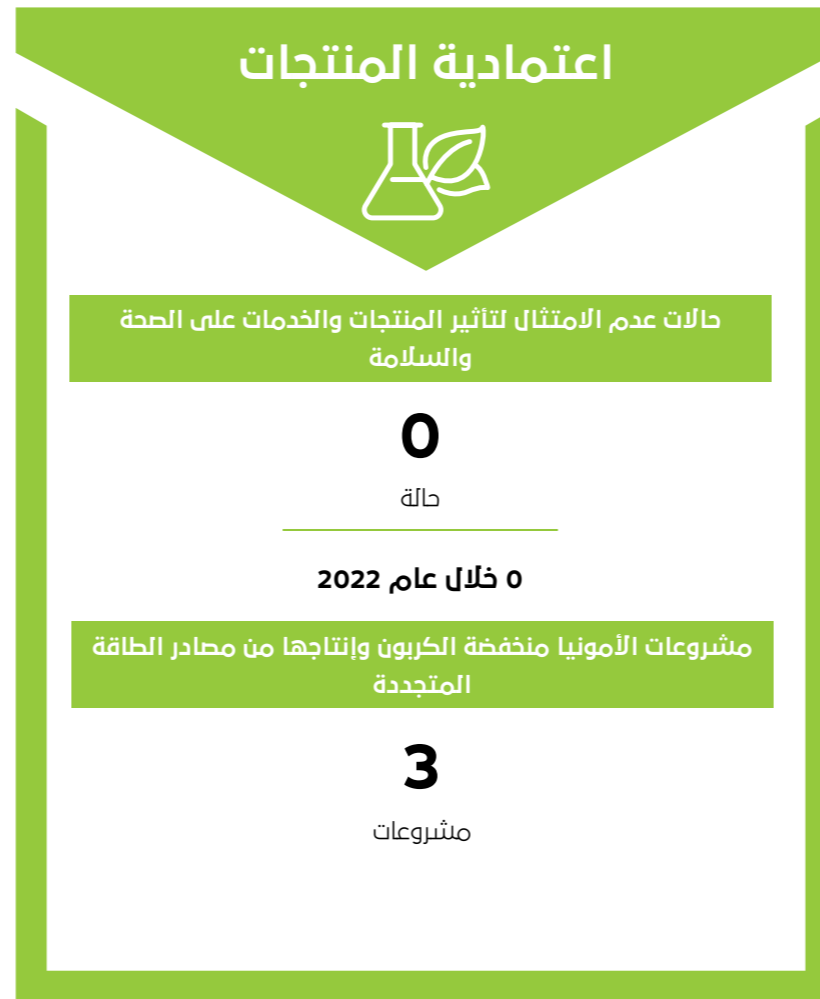 اعتمادية المنتجات
حالات عدم الامتثال لتأثير المنتجات والخدمات على الصحة
والسلامة
0
حالة
0 خلال عام 2022
مشروعات الأمونيا منخفضة الكربون وإنتاجها من مصادر الطاقة
المتجددة
3
مشروعات